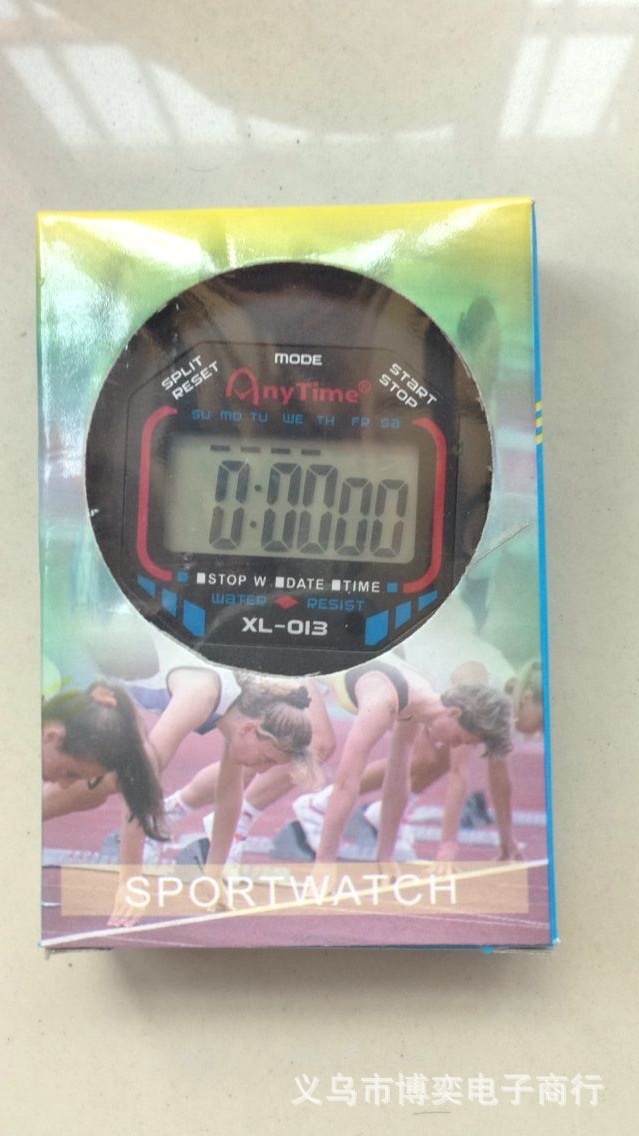 MODE
SPLIT
RESET
START
STOP
AnyTime®
SU MO TU WE TH FR SA
0:0000
STOP W. DATE TIME
WATER RESIST
XL-013
SPORTWATCH
义乌市博奕电子商行